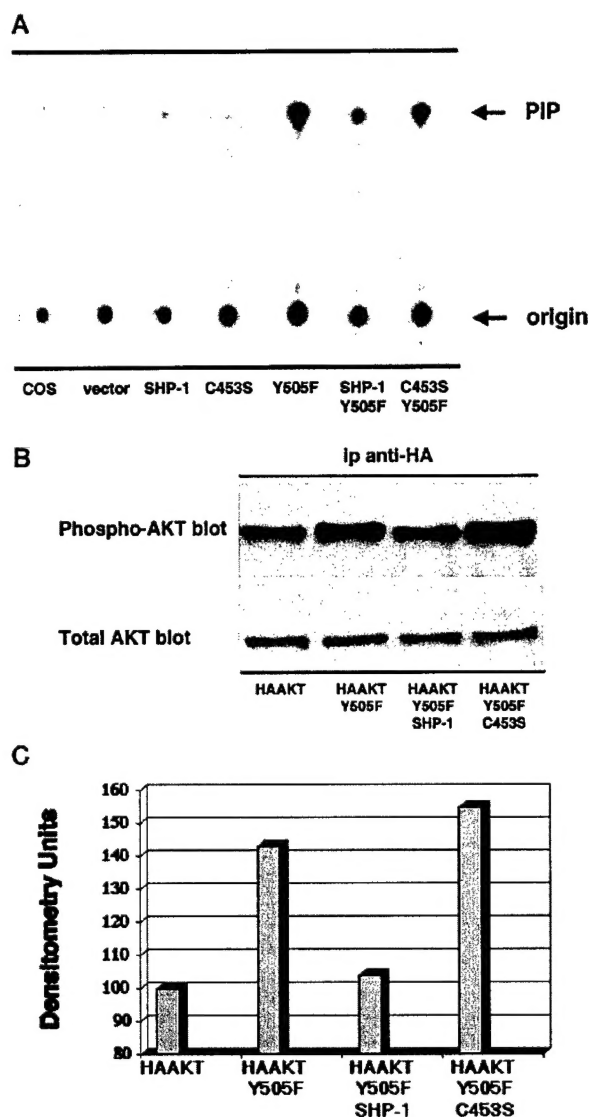 A
PIP
origin
COS vector SHP-1 C453S Y505F SHP-1 C453S
Y505F Y505F
B
ip anti-HA
Phospho-AKT blot
Total AKT blot
HAAKT HAAKT HAAKT HAAKT
Y505F Y505F Y505F
SHP-1 C453S
C
160
150
140
130
120
110
100
90
80
Densitometry Units
HAAKT HAAKT HAAKT HAAKT
Y505F Y505F Y505F
SHP-1 C453S